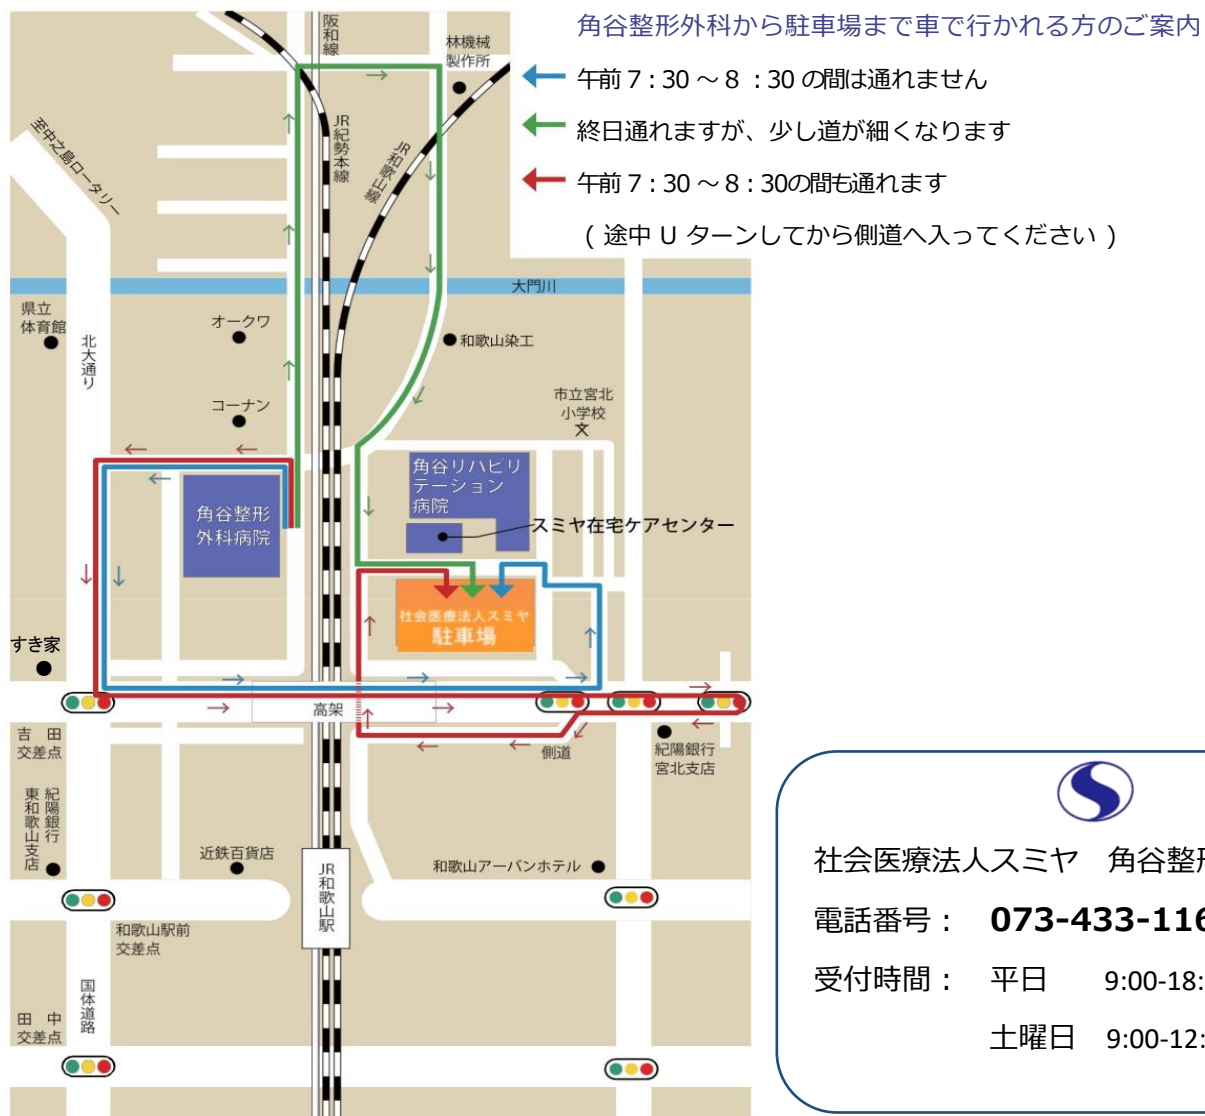 角谷整形外科から駐車場まで車で行かれる方のご案内
午前 7 : 30 ～ 8 : 30 の間は通れません
終日通れますが、少し道が細くなります
午前 7 : 30 ～ 8 : 30の間も通れます
( 途中 U ターンしてから側道へ入ってください )
阪和線
林機械
製作所
JR紀勢本線
JR和歌山線
至中之島ロータリー
大門川
県立
体育館
オークワ
北大通り
和歌山染工
コーナン
市立宮北
小学校
文
角谷リハビリ
テーション
病院
角谷整形
外科病院
スミヤ在宅ケアセンター
社会医療法人スミヤ
駐車場
すき家
高架
吉田
交差点
側道
紀陽銀行
宮北支店
紀陽銀行
東和歌山支店
近鉄百貨店
JR和歌山駅
和歌山アーバンホテル
和歌山駅前
交差点
国体道路
田中
交差点
社会医療法人スミヤ 角谷整形
電話番号： 073-433-116
受付時間： 平日 9:00-18:
土曜日 9:00-12: